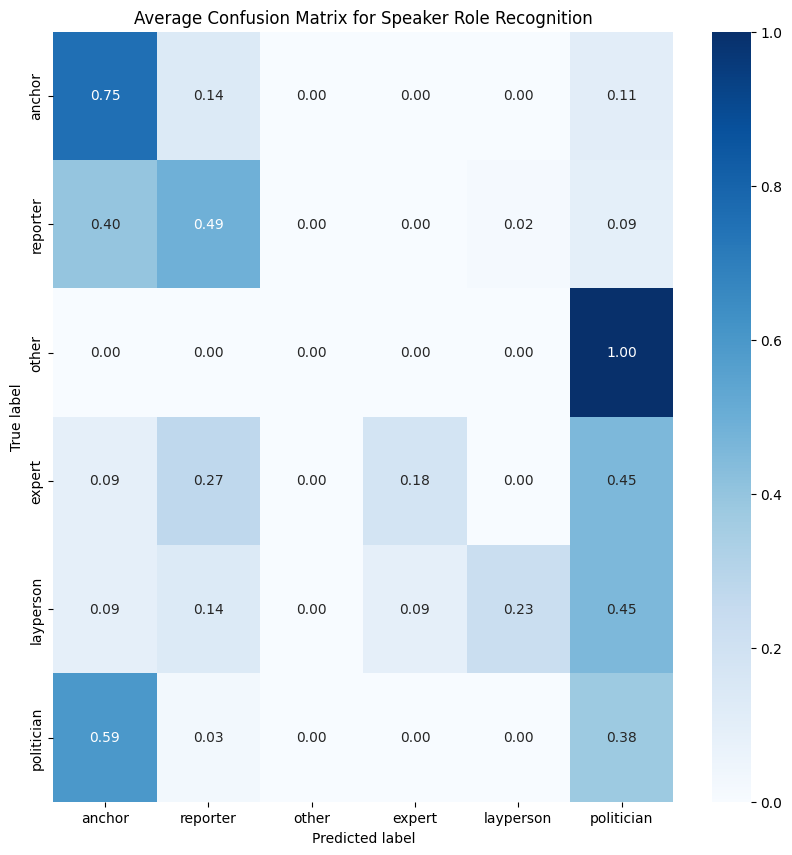 Average Confusion Matrix for Speaker Role Recognition
anchor 0.75 0.14 0.00 0.00 0.00 0.11
reporter 0.40 0.49 0.00 0.00 0.02 0.09
other 0.00 0.00 0.00 0.00 0.00 1.00
expert 0.09 0.27 0.00 0.18 0.00 0.45
layperson 0.09 0.14 0.00 0.09 0.23 0.45
politician 0.59 0.03 0.00 0.00 0.00 0.38
anchor reporter other expert layperson politician
Predicted label
True label
1.0
0.8
0.6
0.4
0.2
0.0